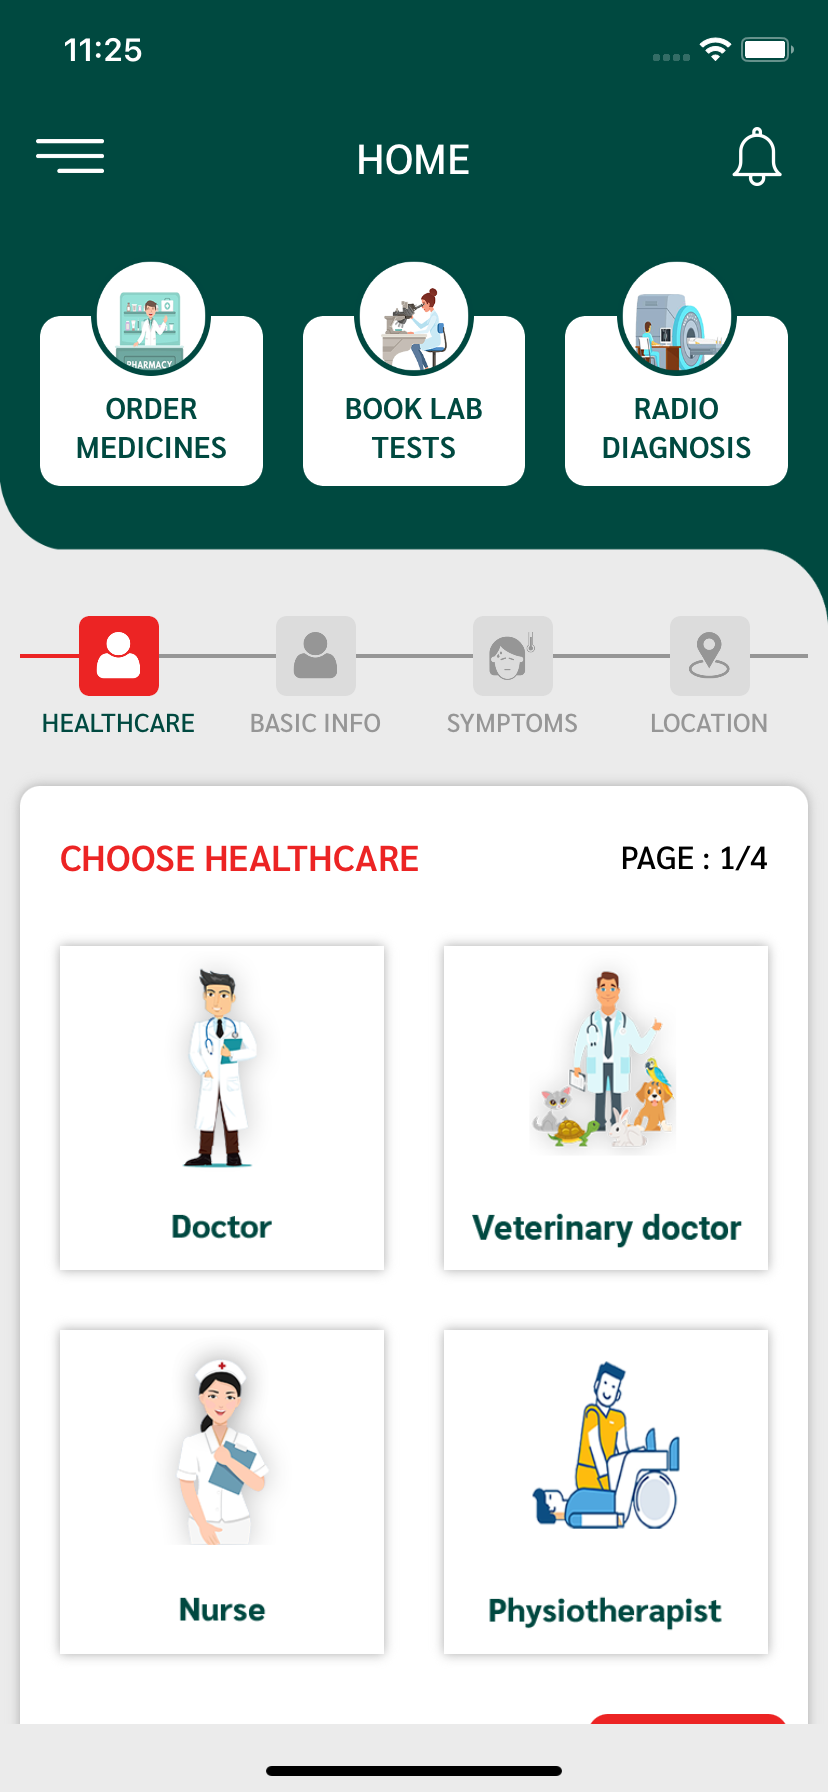 11:25
HOME
PHARMACY
ORDER
MEDICINES
BOOK LAB
TESTS
RADIO
DIAGNOSIS
HEALTHCARE
BASIC INFO
SYMPTOMS
LOCATION
CHOOSE HEALTHCARE
PAGE : 1/4
Doctor
Veterinary doctor
Nurse
Physiotherapist